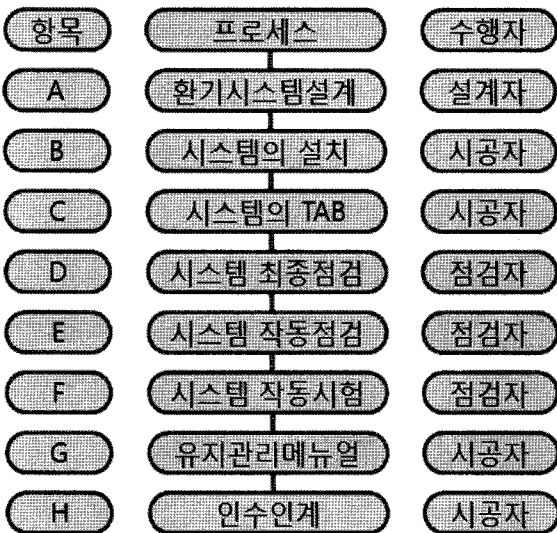 항목 프로세스 수행자
A 환기시스템설계 설계자
B 시스템의 설치 시공자
C 시스템의 TAB 시공자
D 시스템 최종점검 점검자
E 시스템 작동점검 점검자
F 시스템 작동시험 점검자
G 유지관리메뉴얼 시공자
H 인수인계 시공자